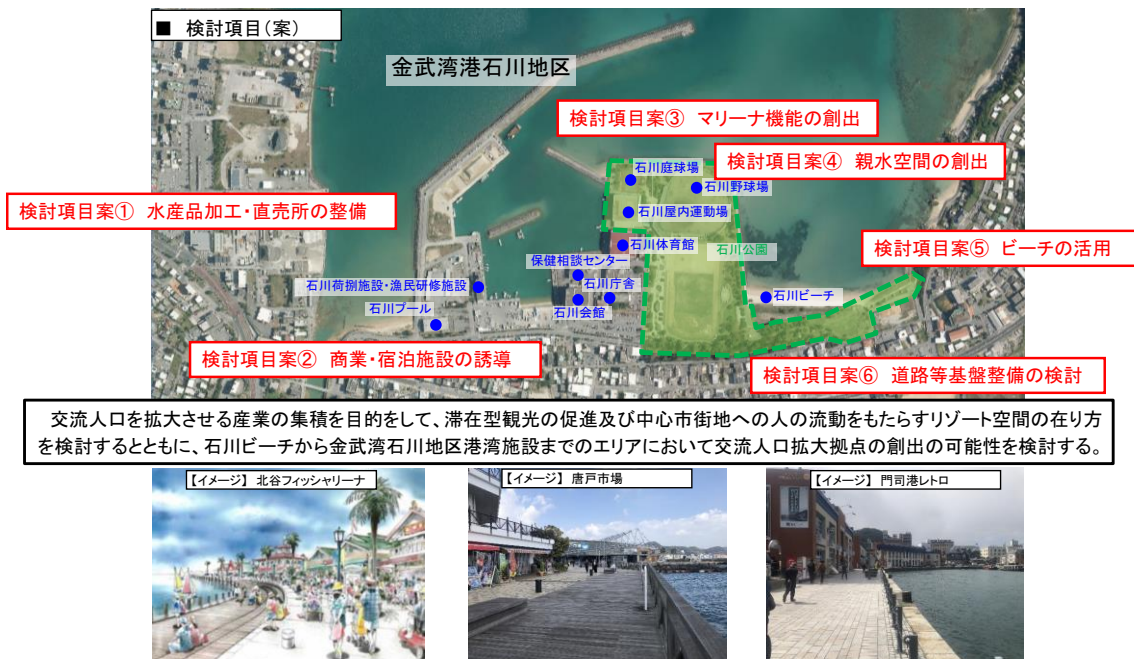 ■ 検討項目(案)
金武湾港石川地区
検討項目案③ マリーナ機能の創出
検討項目案④ 親水空間の創出
石川庭球場
石川野球場
検討項目案① 水産品加工・直売所の整備
石川屋内運動場
石川体育館
石川公園
検討項目案⑤ ビーチの活用
保健相談センター
石川荷捌施設・漁民研修施設
石川庁舎
石川ビーチ
石川会館
石川プール
検討項目案② 商業・宿泊施設の誘導
検討項目案⑥ 道路等基盤整備の検討
交流人口を拡大させる産業の集積を目的をして、滞在型観光の促進及び中心市街地への人の流動をもたらすリゾート空間の在り方
を検討するとともに、石川ビーチから金武湾石川地区港湾施設までのエリアにおいて交流人口拡大拠点の創出の可能性を検討する。
【イメージ】 北谷フィッシャリーナ
【イメージ】 唐戸市場
【イメージ】 門司港レトロ